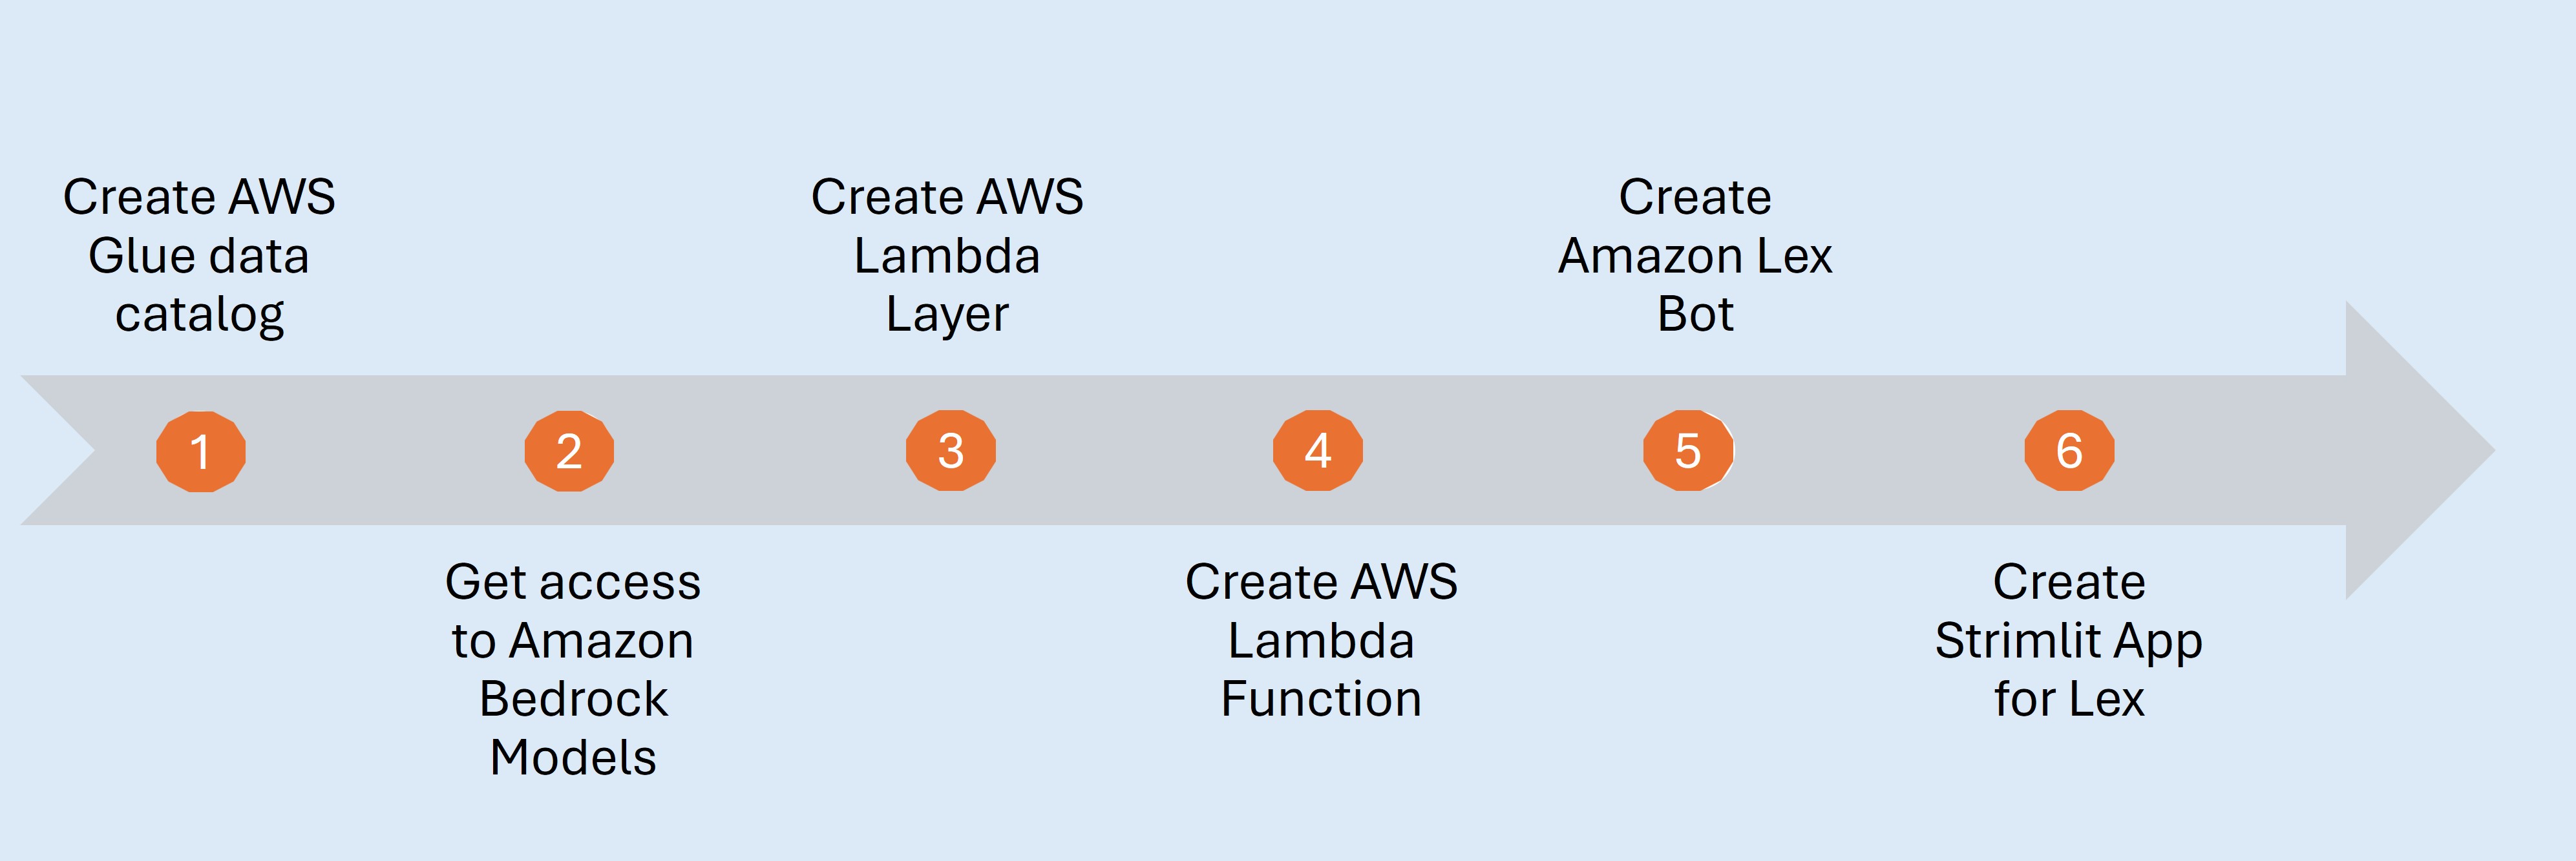 Create AWS
Glue data
catalog
1
Get access
to Amazon
Bedrock
Models
2
Create AWS
Lambda
Layer
3
Create AWS
Lambda
Function
4
Create
Amazon Lex
Bot
5
Create
Strimlit App
for Lex
6